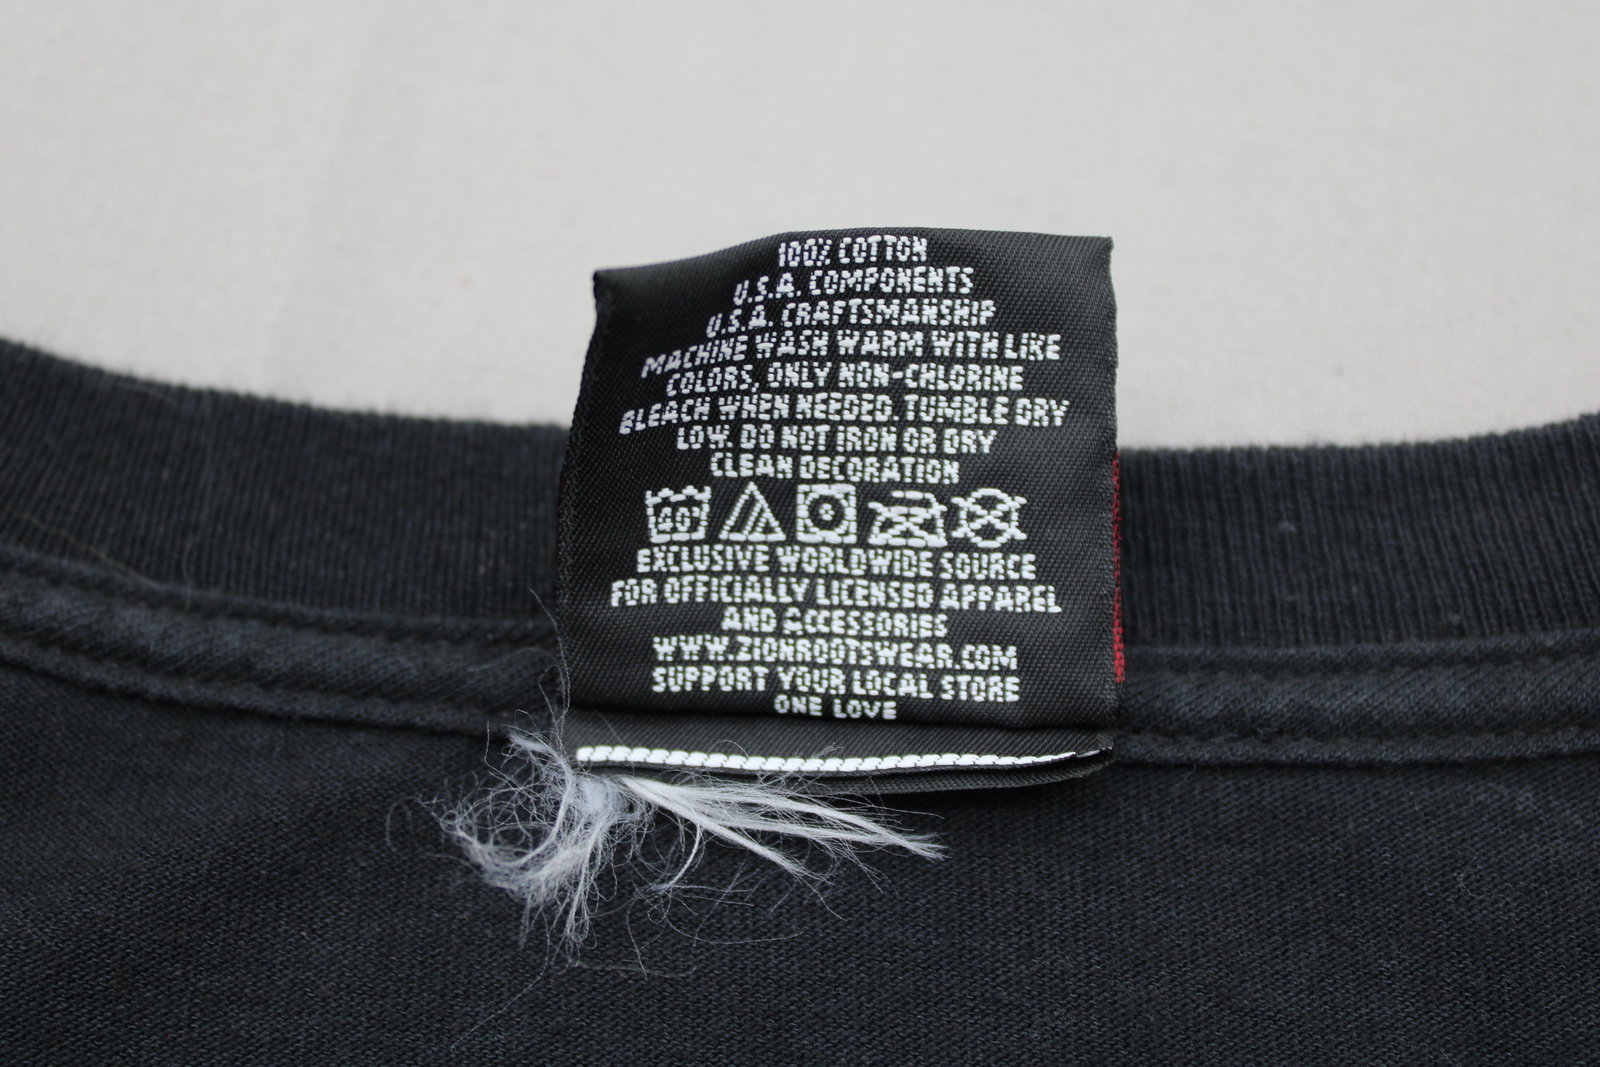 100% COTTON
U.S.A. COMPONENTS
U.S.A. CRAFTSMANSHIP
MACHINE WASH WARM WITH LIKE
COLORS, ONLY NON-CHLORINE
BLEACH WHEN NEEDED. TUMBLE DRY
LOW. DO NOT IRON OR DRY
CLEAN DECORATION
40°
EXCLUSIVE WORLDWIDE SOURCE
FOR OFFICIALLY LICENSED APPAREL
AND ACCESSORIES
WWW.ZIONROOTSWEAR.COM
SUPPORT YOUR LOCAL STORE
ONE LOVE